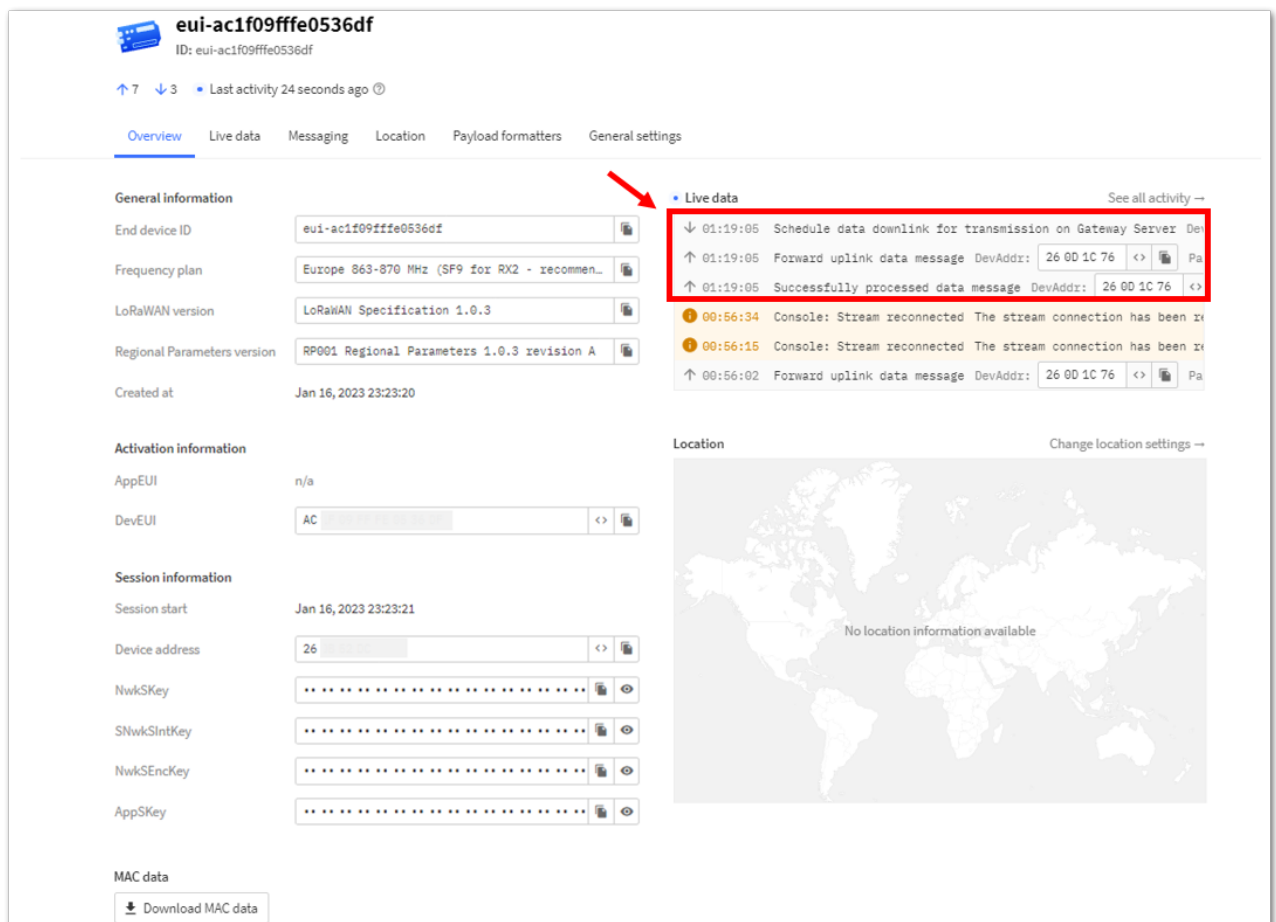 eui-ac1f09fffe0536df
ID: eui-ac1f09fffe0536df
7 3 • Last activity 24 seconds ago
Overview Live data Messaging Location Payload formatters General settings
General information
End device ID eui-ac1f09fffe0536df
Frequency plan Europe 863-870 MHz (SF9 for RX2 - recommen…
LoRaWAN version LoRaWAN Specification 1.0.3
Regional Parameters version RP001 Regional Parameters 1.0.3 revision A
Created at Jan 16, 2023 23:23:20
Activation information
AppEUI n/a
DevEUI AC
Session information
Session start Jan 16, 2023 23:23:21
Device address 26
NwkSKey
SNwkSIntKey
NwkSEncKey
AppSKey
MAC data
Download MAC data
• Live data See all activity →
↓ 01:19:05 Schedule data downlink for transmission on Gateway Server Dev
↑ 01:19:05 Forward uplink data message DevAddr: 26 0D 1C 76 <> Pa
↑ 01:19:05 Successfully processed data message DevAddr: 26 0D 1C 76 <>
00:56:34 Console: Stream reconnected The stream connection has been re
00:56:15 Console: Stream reconnected The stream connection has been re
↑ 00:56:02 Forward uplink data message DevAddr: 26 0D 1C 76 <> Pa
Location Change location settings →
No location information available